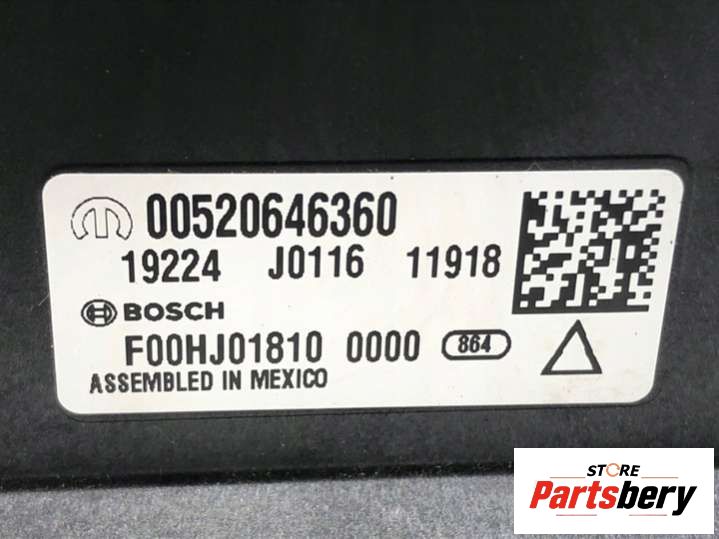 00520646360
19224 J0116 11918
BOSCH
F00HJ01810 0000 864
ASSEMBLED IN MEXICO
STORE
Partsbery